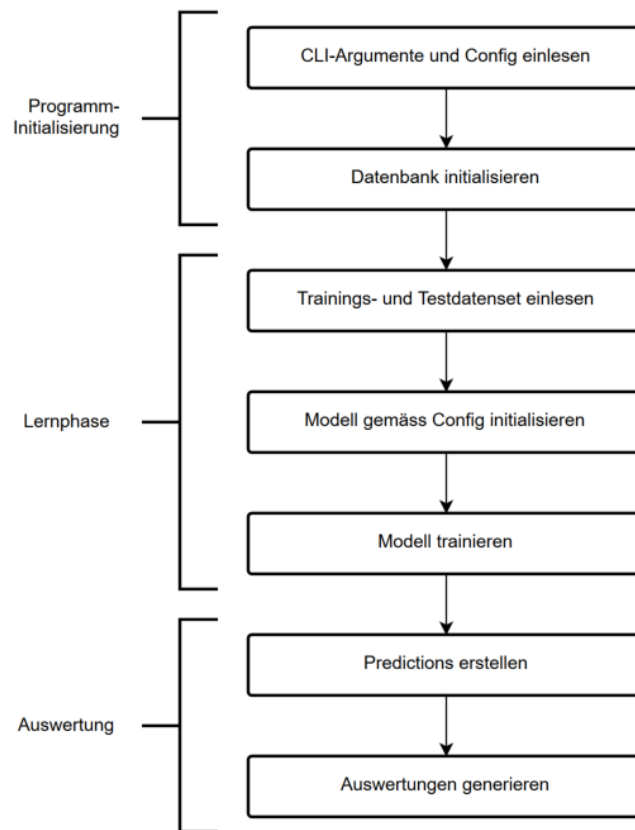 CLI-Argumente und Config einlesen
Programm-
Initialisierung
Datenbank initialisieren
Trainings- und Testdatenset einlesen
Lernphase
Modell gemäss Config initialisieren
Modell trainieren
Predictions erstellen
Auswertung
Auswertungen generieren